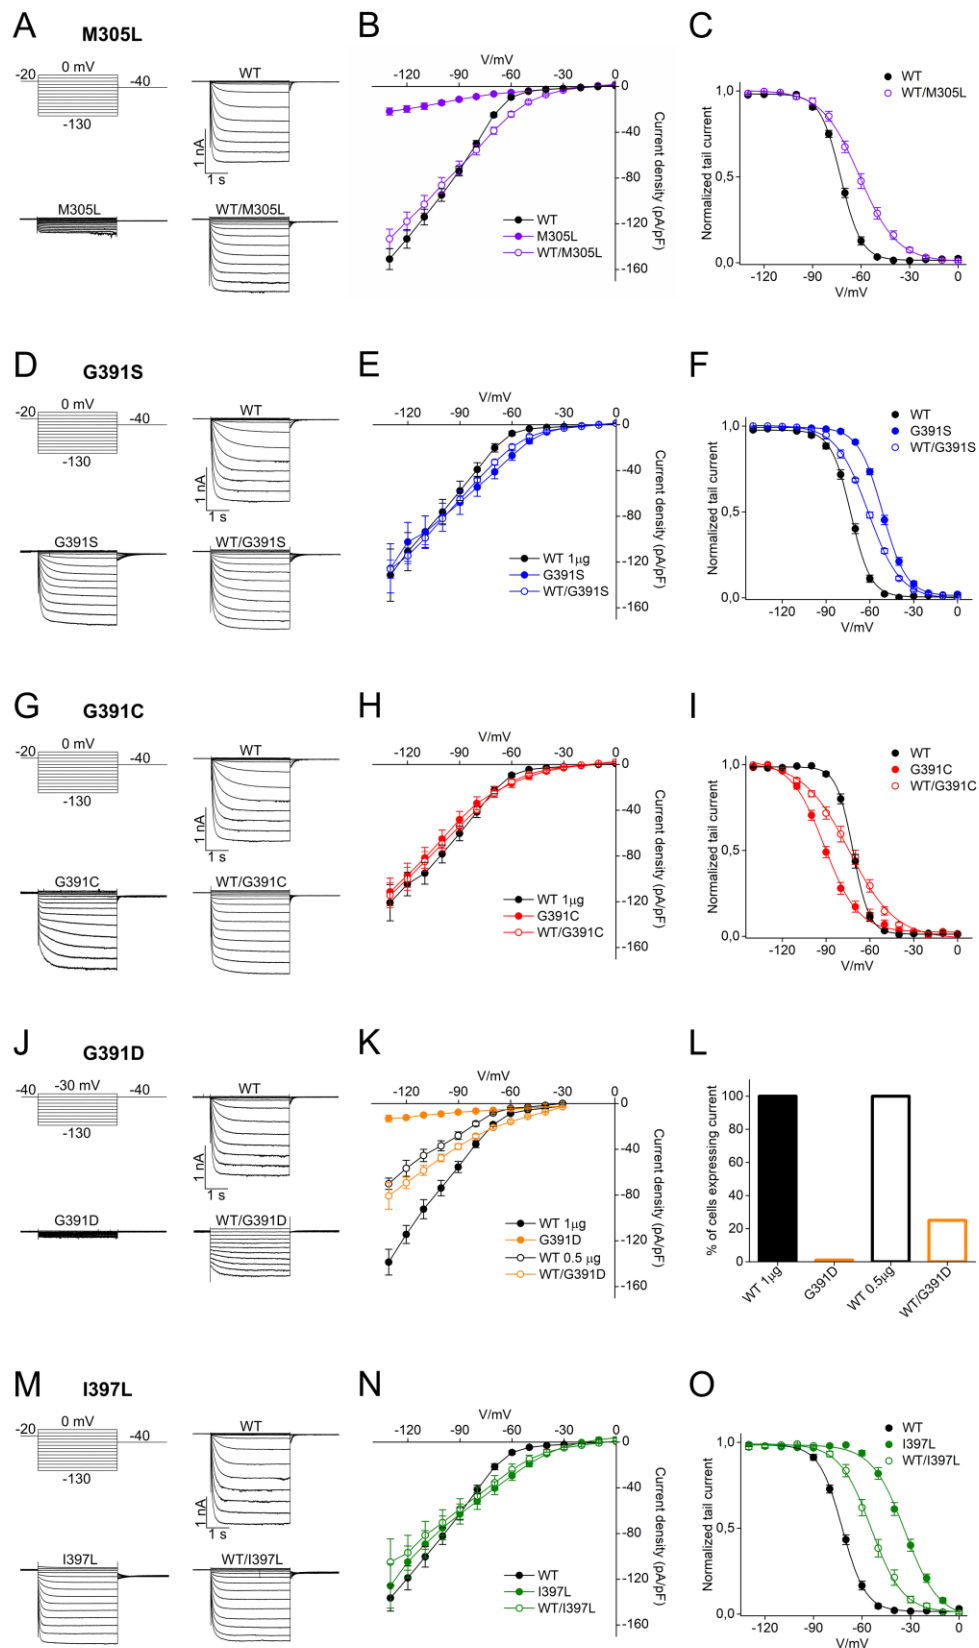 A
M305L
-20
0 mV
-40
-130
WT
1 nA
1 s
M305L
WT/M305L
B
V/mV
-120
-90
-60
-30
0
0
-40
-80
-120
-160
Current density (pA/pF)
WT
M305L
WT/M305L
C
WT
WT/M305L
Normalized tail current
1,0
0,5
0,0
-120
-90
-60
-30
0
V/mV
D
G391S
-20
0 mV
-40
-130
WT
1 nA
1 s
G391S
WT/G391S
E
V/mV
-120
-90
-60
-30
0
0
-40
-80
-120
-160
Current density (pA/pF)
WT 1µg
G391S
WT/G391S
F
WT
G391S
WT/G391S
Normalized tail current
1,0
0,5
0,0
-120
-90
-60
-30
0
V/mV
G
G391C
-20
0 mV
-40
-130
WT
1 nA
1 s
G391C
WT/G391C
H
V/mV
-120
-90
-60
-30
0
0
-40
-80
-120
-160
Current density (pA/pF)
WT 1µg
G391C
WT/G391C
I
WT
G391C
WT/G391C
Normalized tail current
1,0
0,5
0,0
-120
-90
-60
-30
0
V/mV
J
G391D
-40
-30 mV
-40
-130
WT
1 nA
1 s
G391D
WT/G391D
K
V/mV
-120
-90
-60
-30
0
0
-40
-80
-120
-160
Current density (pA/pF)
WT 1µg
G391D
WT 0.5 µg
WT/G391D
L
% of cells expressing current
100
80
60
40
20
0
WT 1µg
G391D
WT 0.5µg
WT/G391D
M
I397L
-20
0 mV
-40
-130
WT
1 nA
1 s
I397L
WT/I397L
N
V/mV
-120
-90
-60
-30
0
0
-40
-80
-120
-160
Current density (pA/pF)
WT
I397L
WT/I397L
O
WT
I397L
WT/I397L
Normalized tail current
1,0
0,5
0,0
-120
-90
-60
-30
0
V/mV